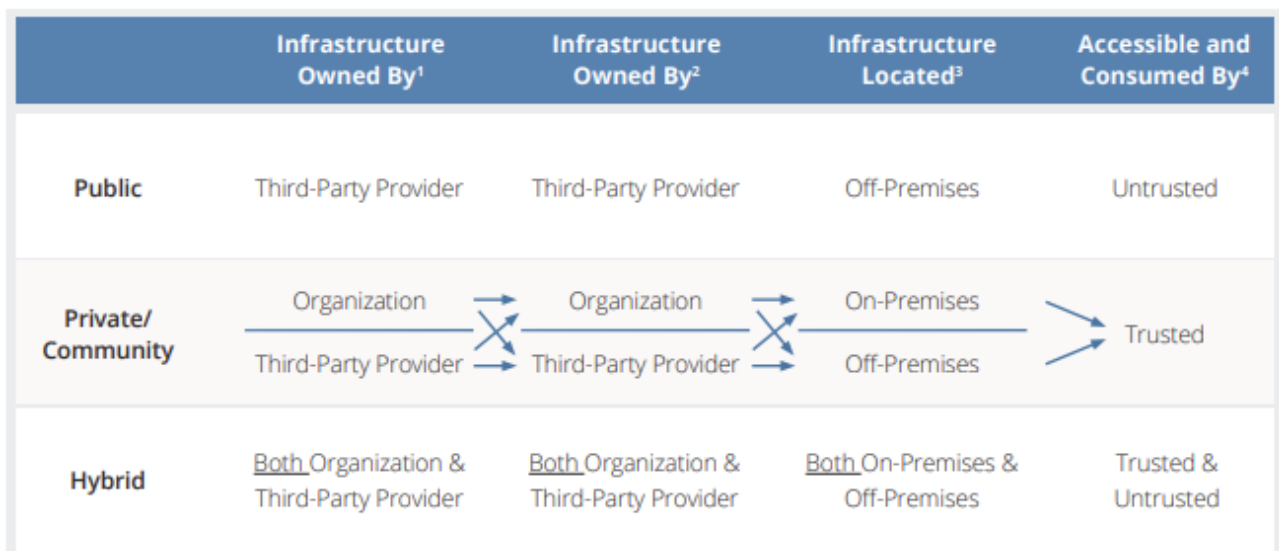 Infrastructure Owned By¹ Infrastructure Owned By² Infrastructure Located³ Accessible and Consumed By⁴
Public Third-Party Provider Third-Party Provider Off-Premises Untrusted
Private/ Community
Organization Organization On-Premises
Third-Party Provider Third-Party Provider Off-Premises
Trusted
Hybrid
Both Organization & Both Organization & Both On-Premises & Trusted &
Third-Party Provider Third-Party Provider Off-Premises Untrusted